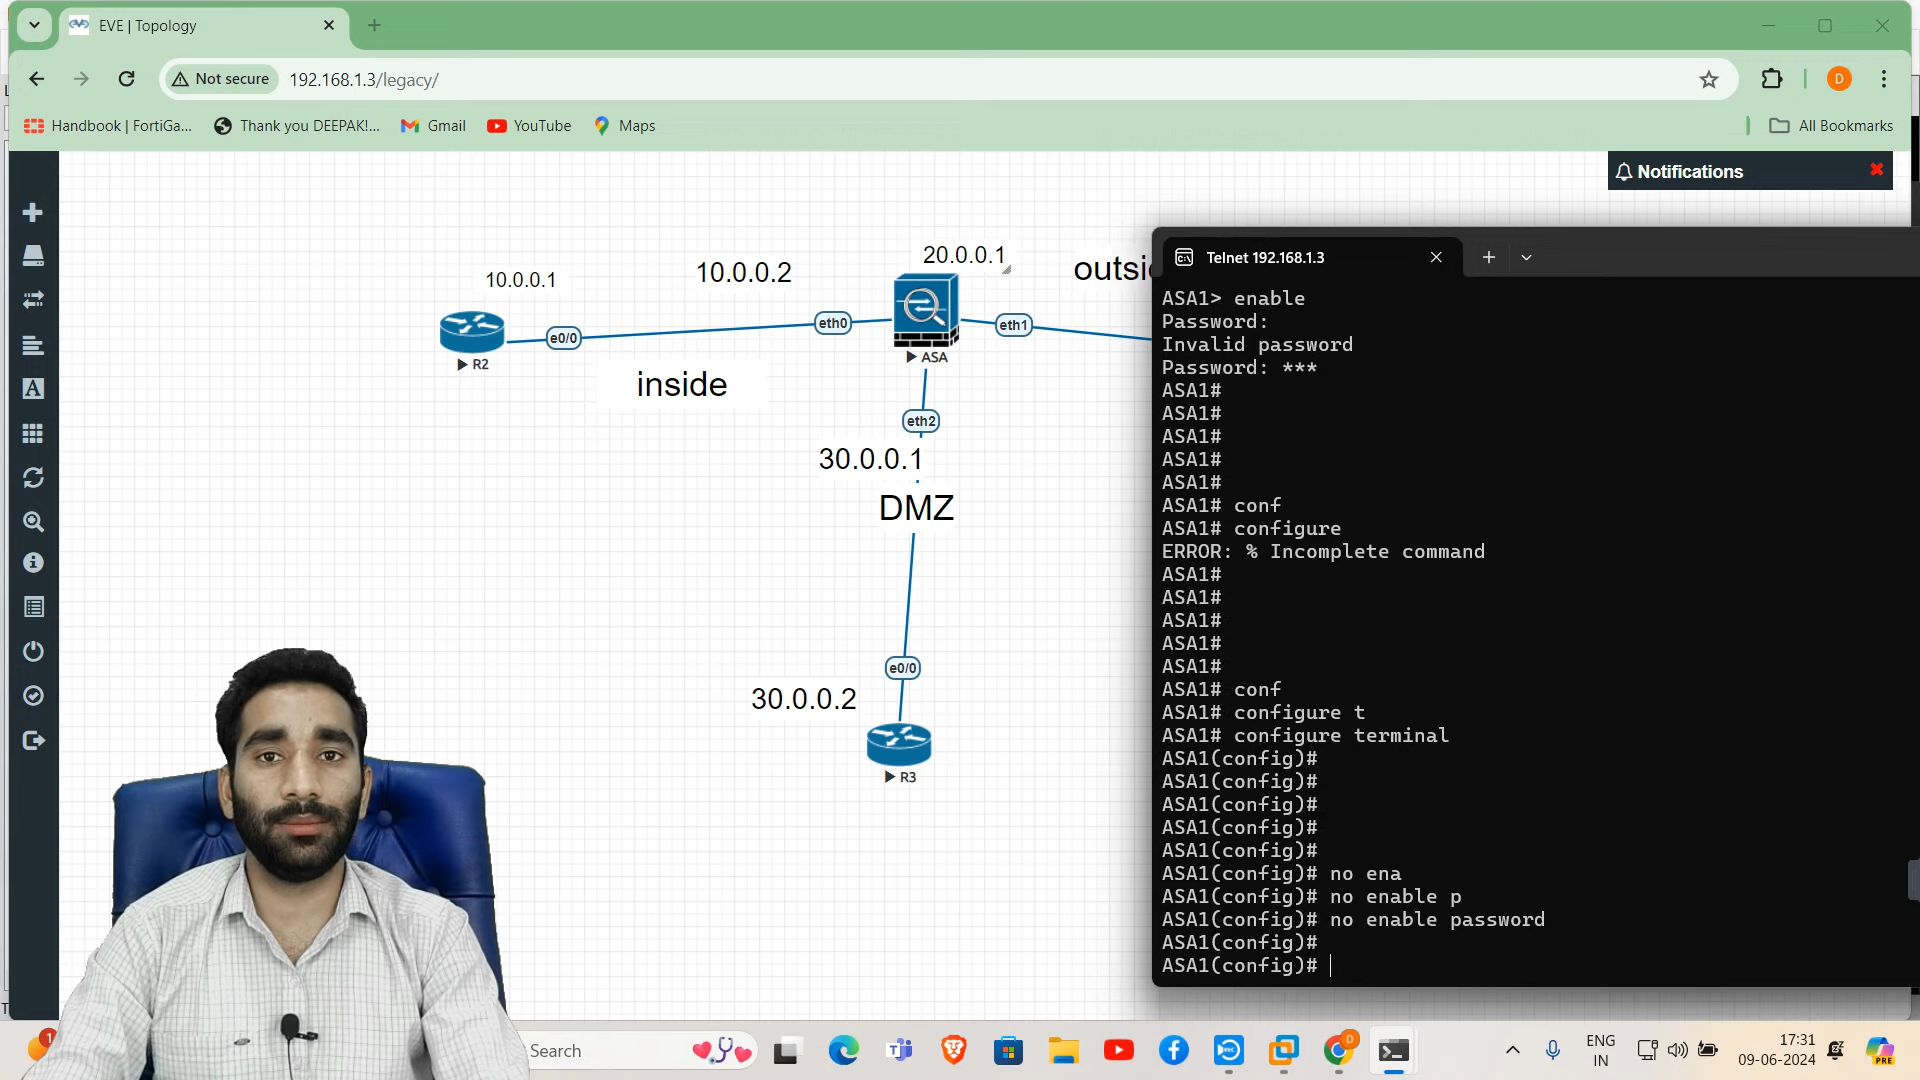 EVE | Topology
Not secure
192.168.1.3/legacy/
D
Handbook | FortiGa...
Thank you DEEPAK!...
Gmail
YouTube
Maps
All Bookmarks
Notifications
20.0.0.1
10.0.0.1
10.0.0.2
e0/0
eth0
eth1
R2
ASA
inside
eth2
30.0.0.1
DMZ
e0/0
30.0.0.2
R3
Telnet 192.168.1.3
ASA1> enable
Password:
Invalid password
Password: ***
ASA1#
ASA1#
ASA1#
ASA1#
ASA1#
ASA1# conf
ASA1# configure
ERROR: % Incomplete command
ASA1#
ASA1#
ASA1#
ASA1#
ASA1#
ASA1# conf
ASA1# configure t
ASA1# configure terminal
ASA1(config)#
ASA1(config)#
ASA1(config)#
ASA1(config)#
ASA1(config)#
ASA1(config)# no ena
ASA1(config)# no enable p
ASA1(config)# no enable password
ASA1(config)#
ASA1(config)#
1
Search
D
ENG
IN
17:31
09-06-2024
PRE